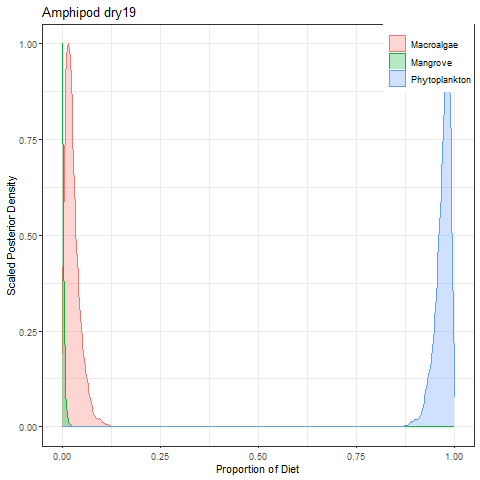 Amphipod dry19
Macroalgae
Mangrove
Phytoplankton
Scaled Posterior Density
1.00
0.75
0.50
0.25
0.00
0.00 0.25 0.50 0.75 1.00
Proportion of Diet